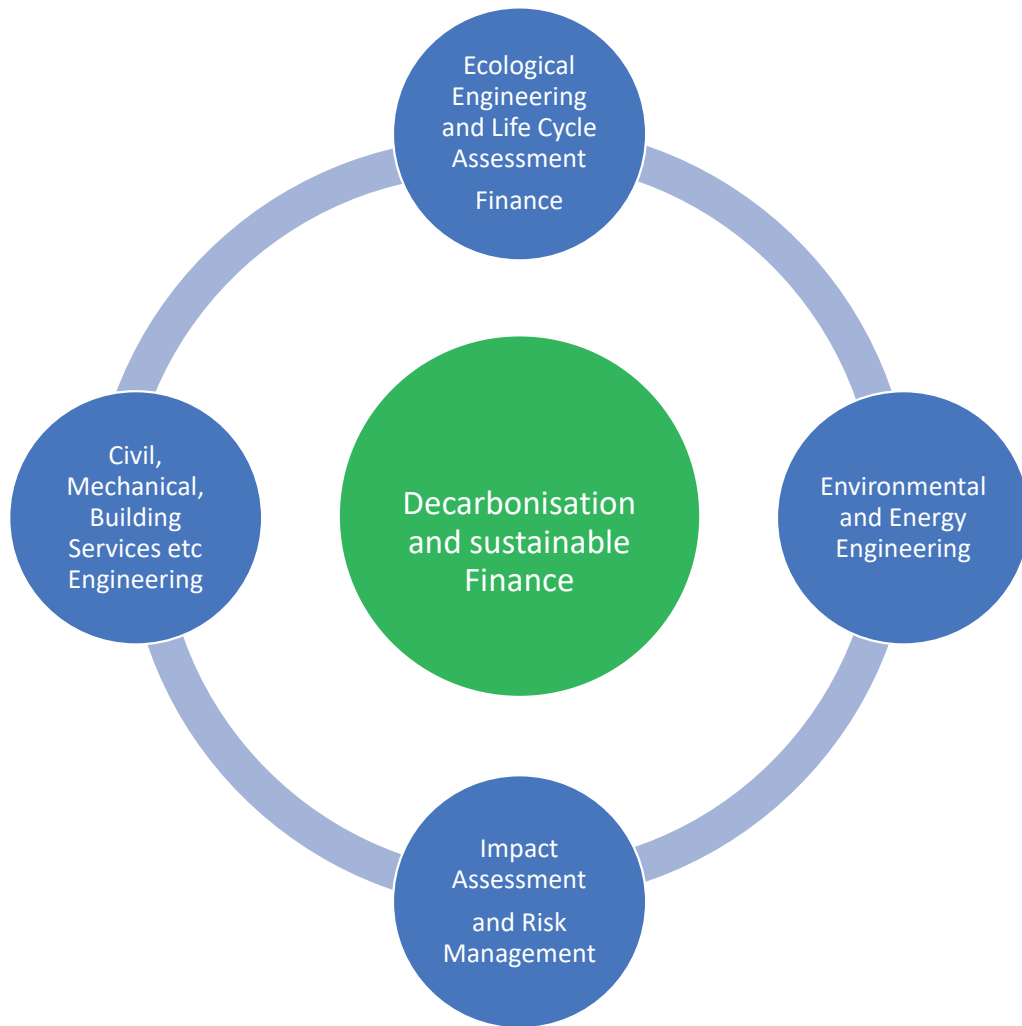 Ecological
Engineering
and Life Cycle
Assessment
Finance
Civil,
Mechanical,
Building
Services etc
Engineering
Decarbonisation
and sustainable
Finance
Environmental
and Energy
Engineering
Impact
Assessment
and Risk
Management